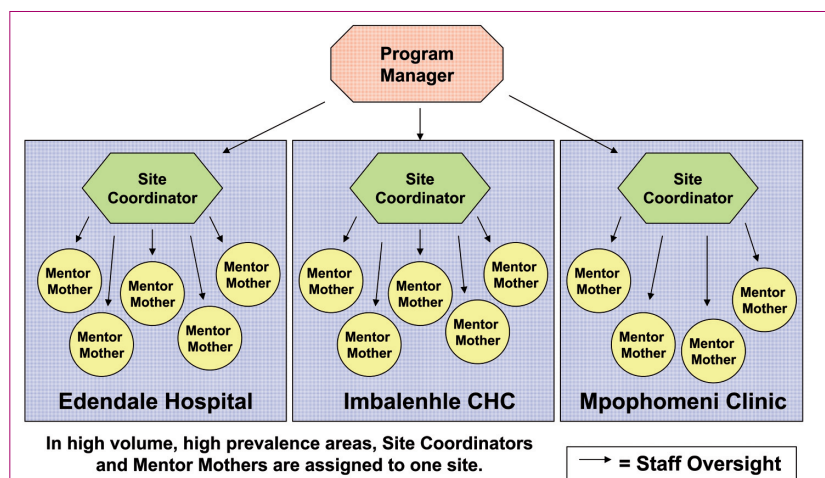 Program
Manager
Site
Coordinator
Mentor
Mother
Mentor
Mother
Mentor
Mother
Mentor
Mother
Mentor
Mother
Edendale Hospital
Site
Coordinator
Mentor
Mother
Mentor
Mother
Mentor
Mother
Mentor
Mother
Mentor
Mother
Imbalenhle CHC
Site
Coordinator
Mentor
Mother
Mentor
Mother
Mentor
Mother
Mentor
Mother
Mpophomeni Clinic
In high volume, high prevalence areas, Site Coordinators
and Mentor Mothers are assigned to one site.
= Staff Oversight